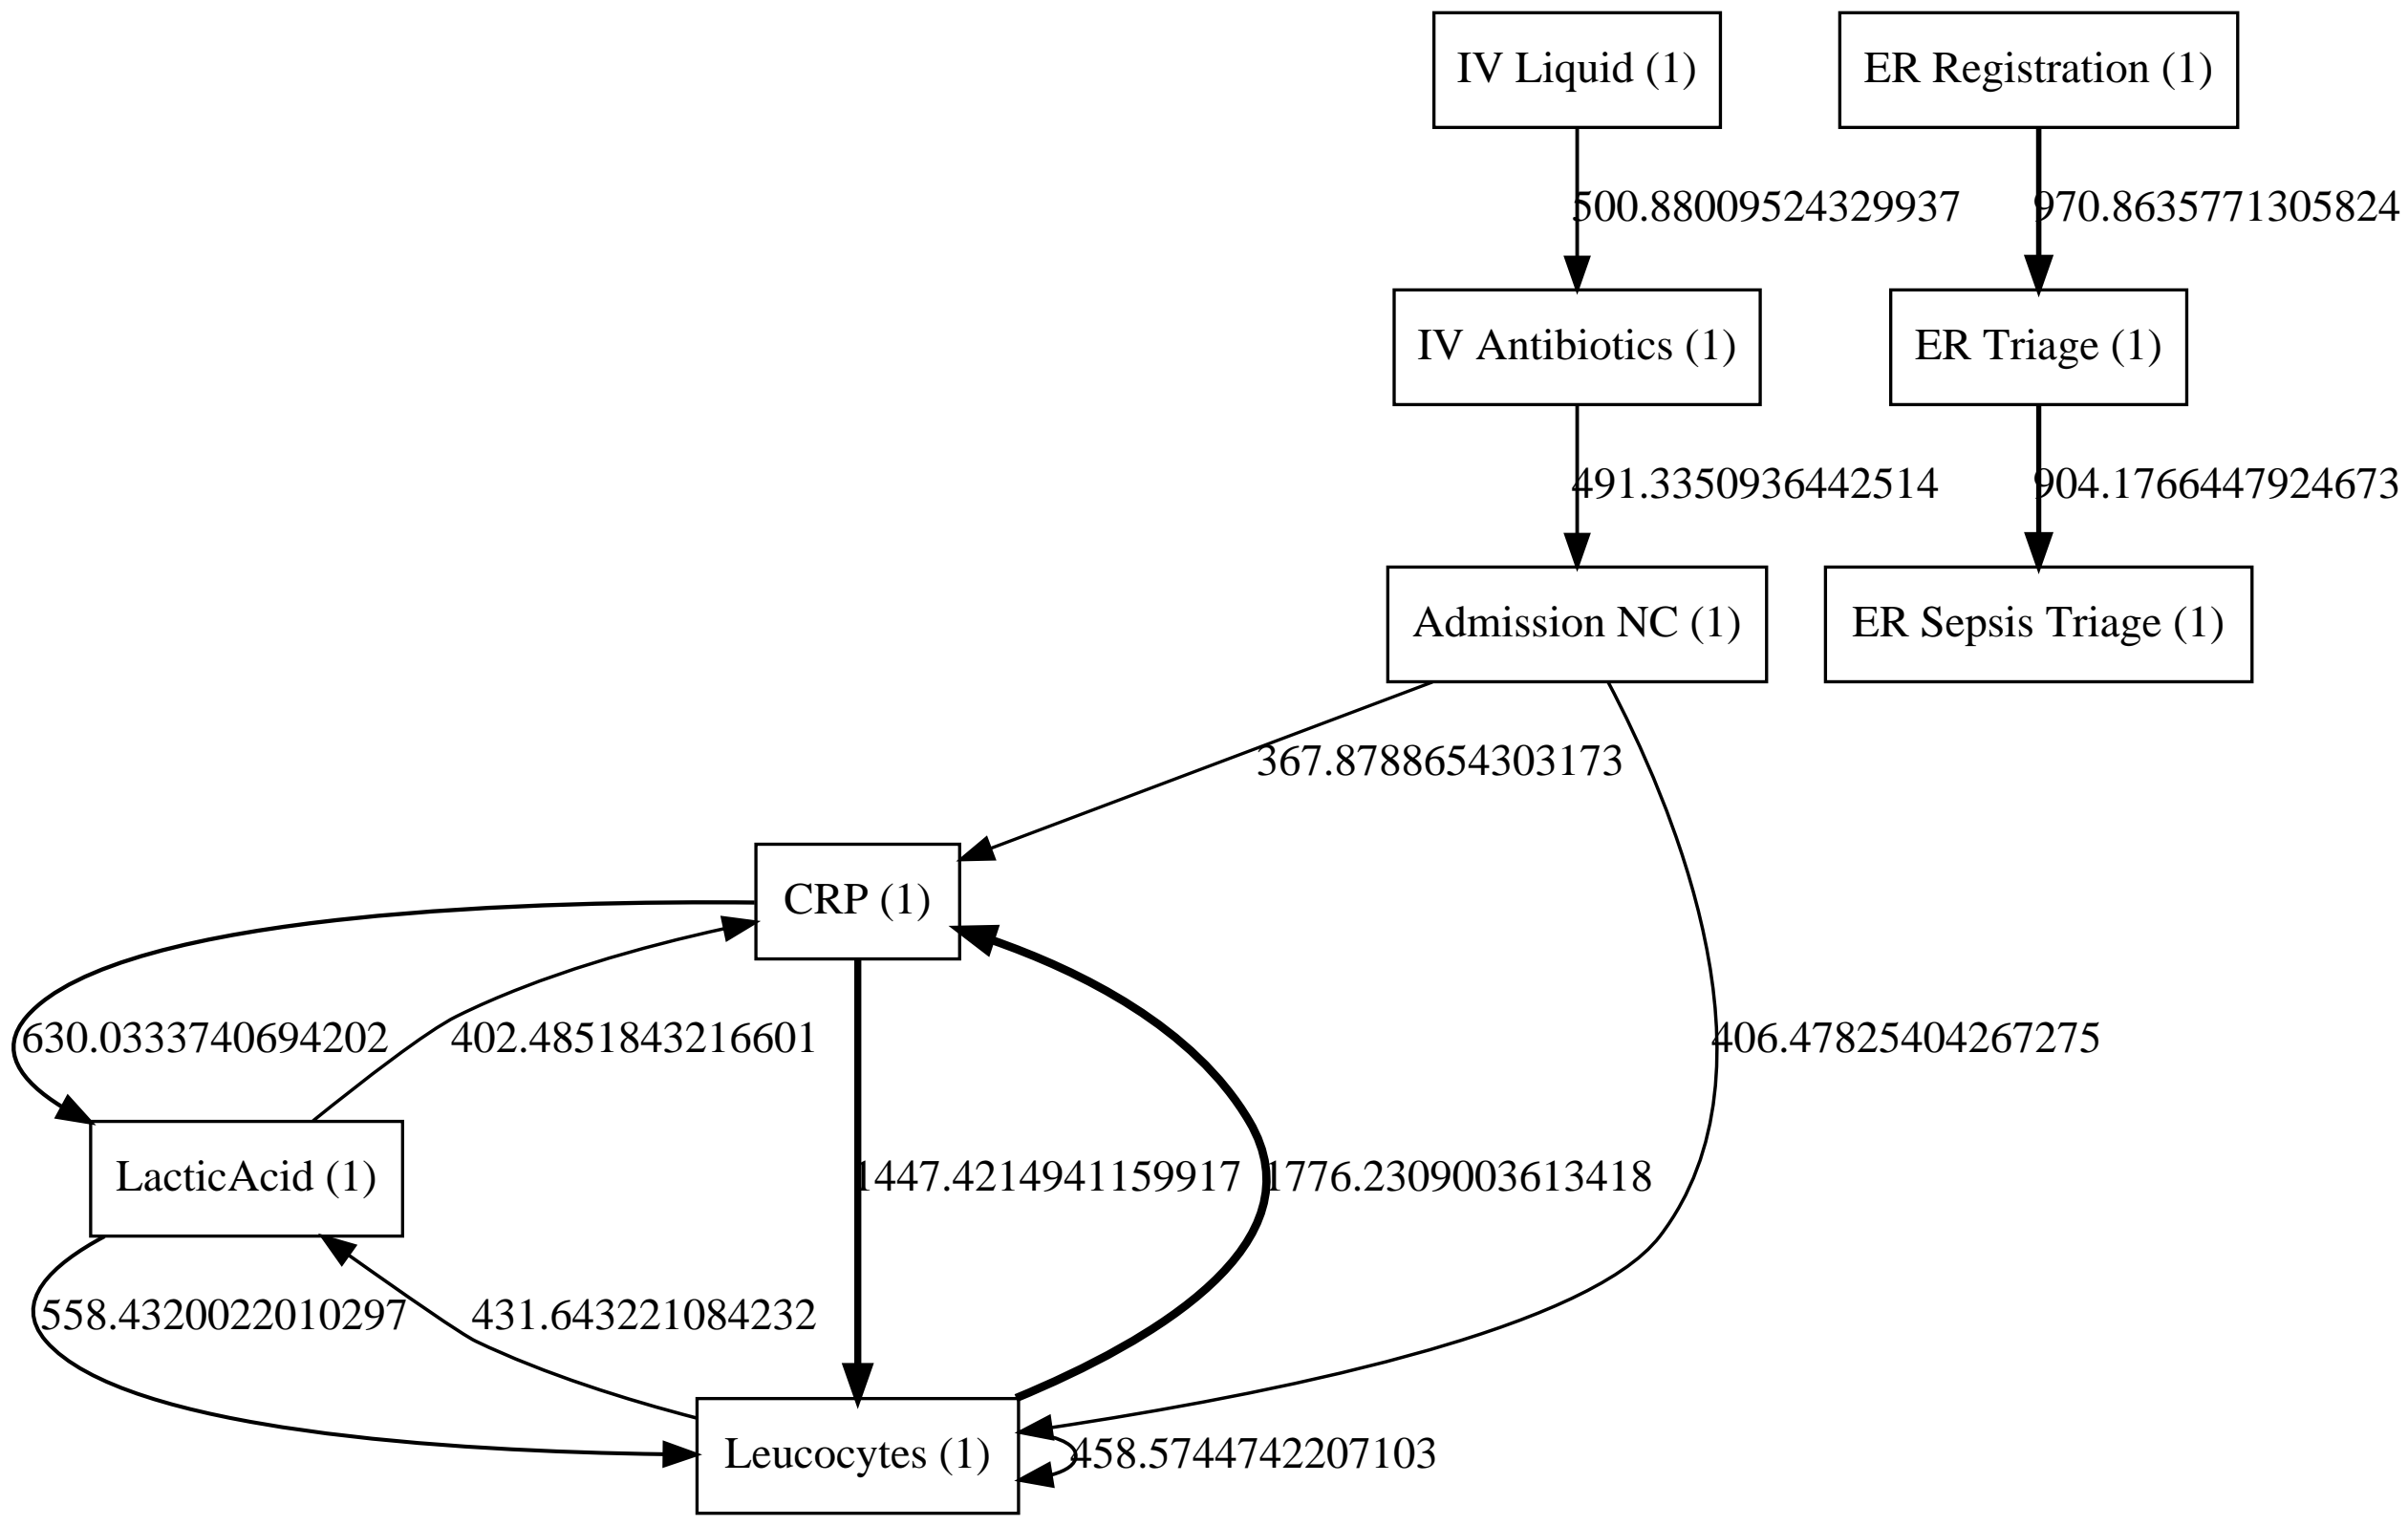 IV Liquid (1)
ER Registration (1)
500.88009524329937
970.8635771305824
IV Antibiotics (1)
ER Triage (1)
491.3350936442514
904.1766447924673
Admission NC (1)
ER Sepsis Triage (1)
367.8788654303173
CRP (1)
630.0333740694202
402.4851843216601
406.47825404267275
LacticAcid (1)
1447.4214941159917
1776.2309003613418
558.4320022010297
431.643221084232
Leucocytes (1)
458.5744742207103